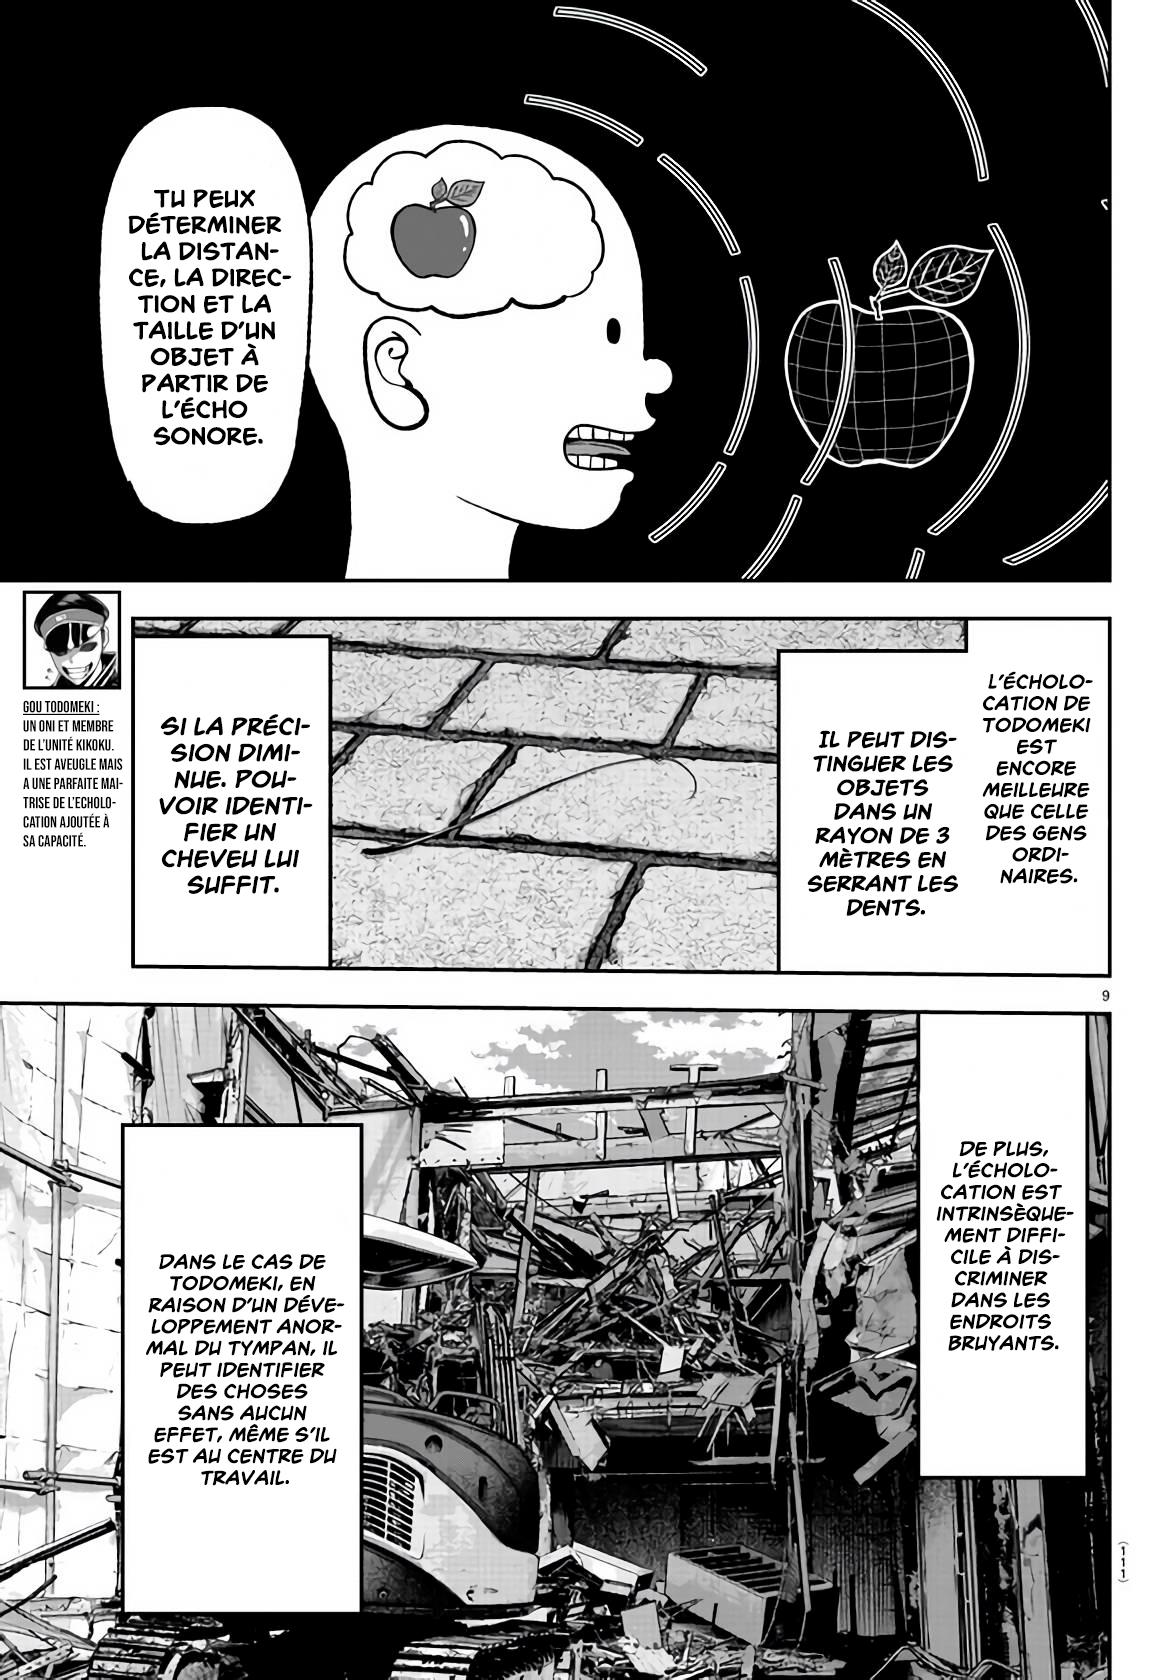 TU PEUX
DÉTERMINER
LA DISTAN-
CE, LA DIREC-
TION ET LA
TAILLE D'UN
OBJET À
PARTIR DE
L'ÉCHO
SONORE.
GOU TODOMEKI :
UN ONI ET MEMBRE
DE L'UNITÉ KIKOKU.
IL EST AVEUGLE MAIS
A UNE PARFAITE MAI-
TRISE DE L'ECHOLO-
CATION AJOUTÉE À
SA CAPACITÉ.
L'ÉCHOLO-
CATION DE
TODOMEKI
EST
ENCORE
MEILLEURE
QUE CELLE
DES GENS
ORDI-
NAIRES.
IL PEUT DIS-
TINGUER LES
OBJETS
DANS UN
RAYON DE 3
MÈTRES EN
SERRANT LES
DENTS.
SI LA PRÉCI-
SION DIMI-
NUE. POU-
VOIR IDENTI-
FIER UN
CHEVEU LUI
SUFFIT.
9
DE PLUS,
L'ÉCHOLO-
CATION EST
INTRINSÈQUE-
MENT DIFFI-
CILE À DIS-
CRIMINER
DANS LES
ENDROITS
BRUYANTS.
DANS LE CAS DE
TODOMEKI, EN
RAISON D'UN DÉVE-
LOPPEMENT ANOR-
MAL DU TYMPAN, IL
PEUT IDENTIFIER
DES CHOSES
SANS AUCUN
EFFET, MÊME S'IL
EST AU CENTRE DU
TRAVAIL.
(111)